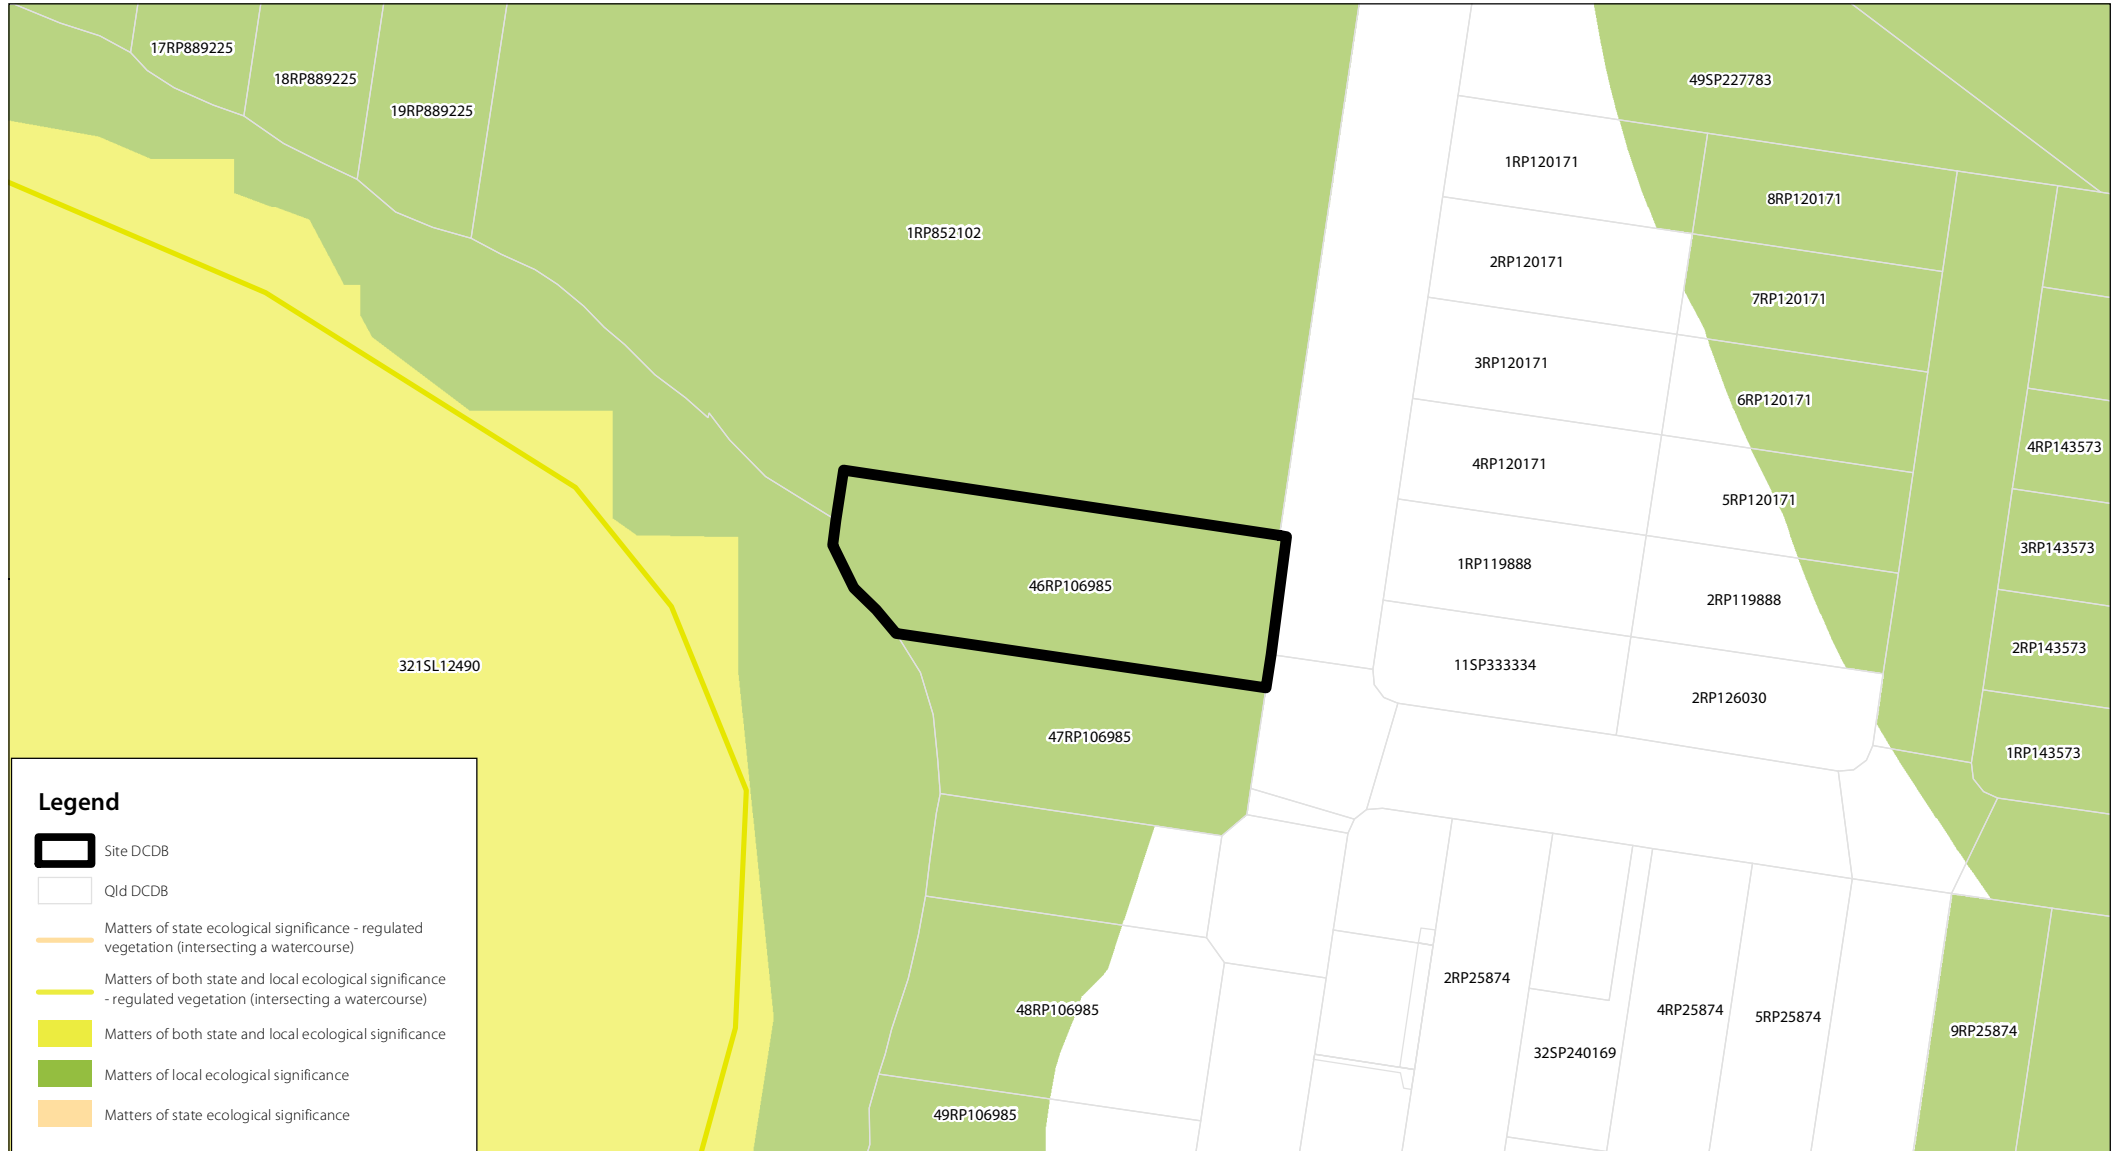 17RP889225
18RP889225
19RP889225
49SP227783
1RP120171
8RP120171
1RP852102
2RP120171
7RP120171
3RP120171
6RP120171
4RP143573
4RP120171
5RP120171
3RP143573
1RP119888
46RP106985
2RP119888
2RP143573
321SL12490
11SP333334
2RP126030
47RP106985
1RP143573
2RP25874
48RP106985
4RP25874
5RP25874
9RP25874
32SP240169
49RP106985
Legend
Site DCDB
Qld DCDB
Matters of state ecological significance - regulated
vegetation (intersecting a watercourse)
Matters of both state and local ecological significance
- regulated vegetation (intersecting a watercourse)
Matters of both state and local ecological significance
Matters of local ecological significance
Matters of state ecological significance